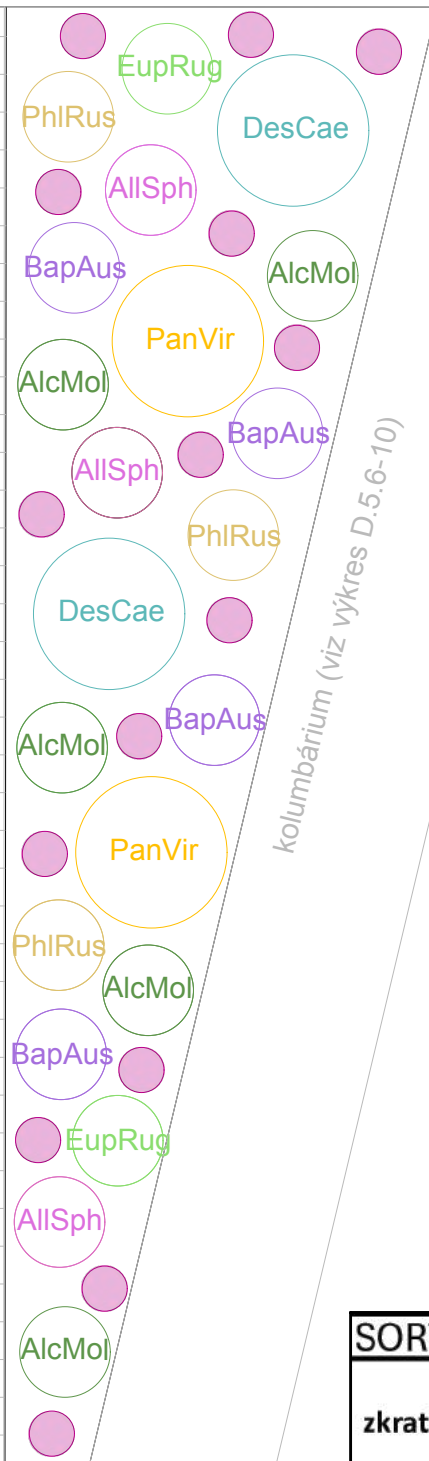 EupRug
PhlRus
DesCae
AllSph
BapAus
AlcMol
PanVir
AlcMol
BapAus
AllSph
PhlRus
DesCae
kolumbárium (viz výkres D.5.6-10)
BapAus
AlcMol
PanVir
PhlRus
AlcMol
BapAus
EupRug
AllSph
AlcMol
SOR
zkrat